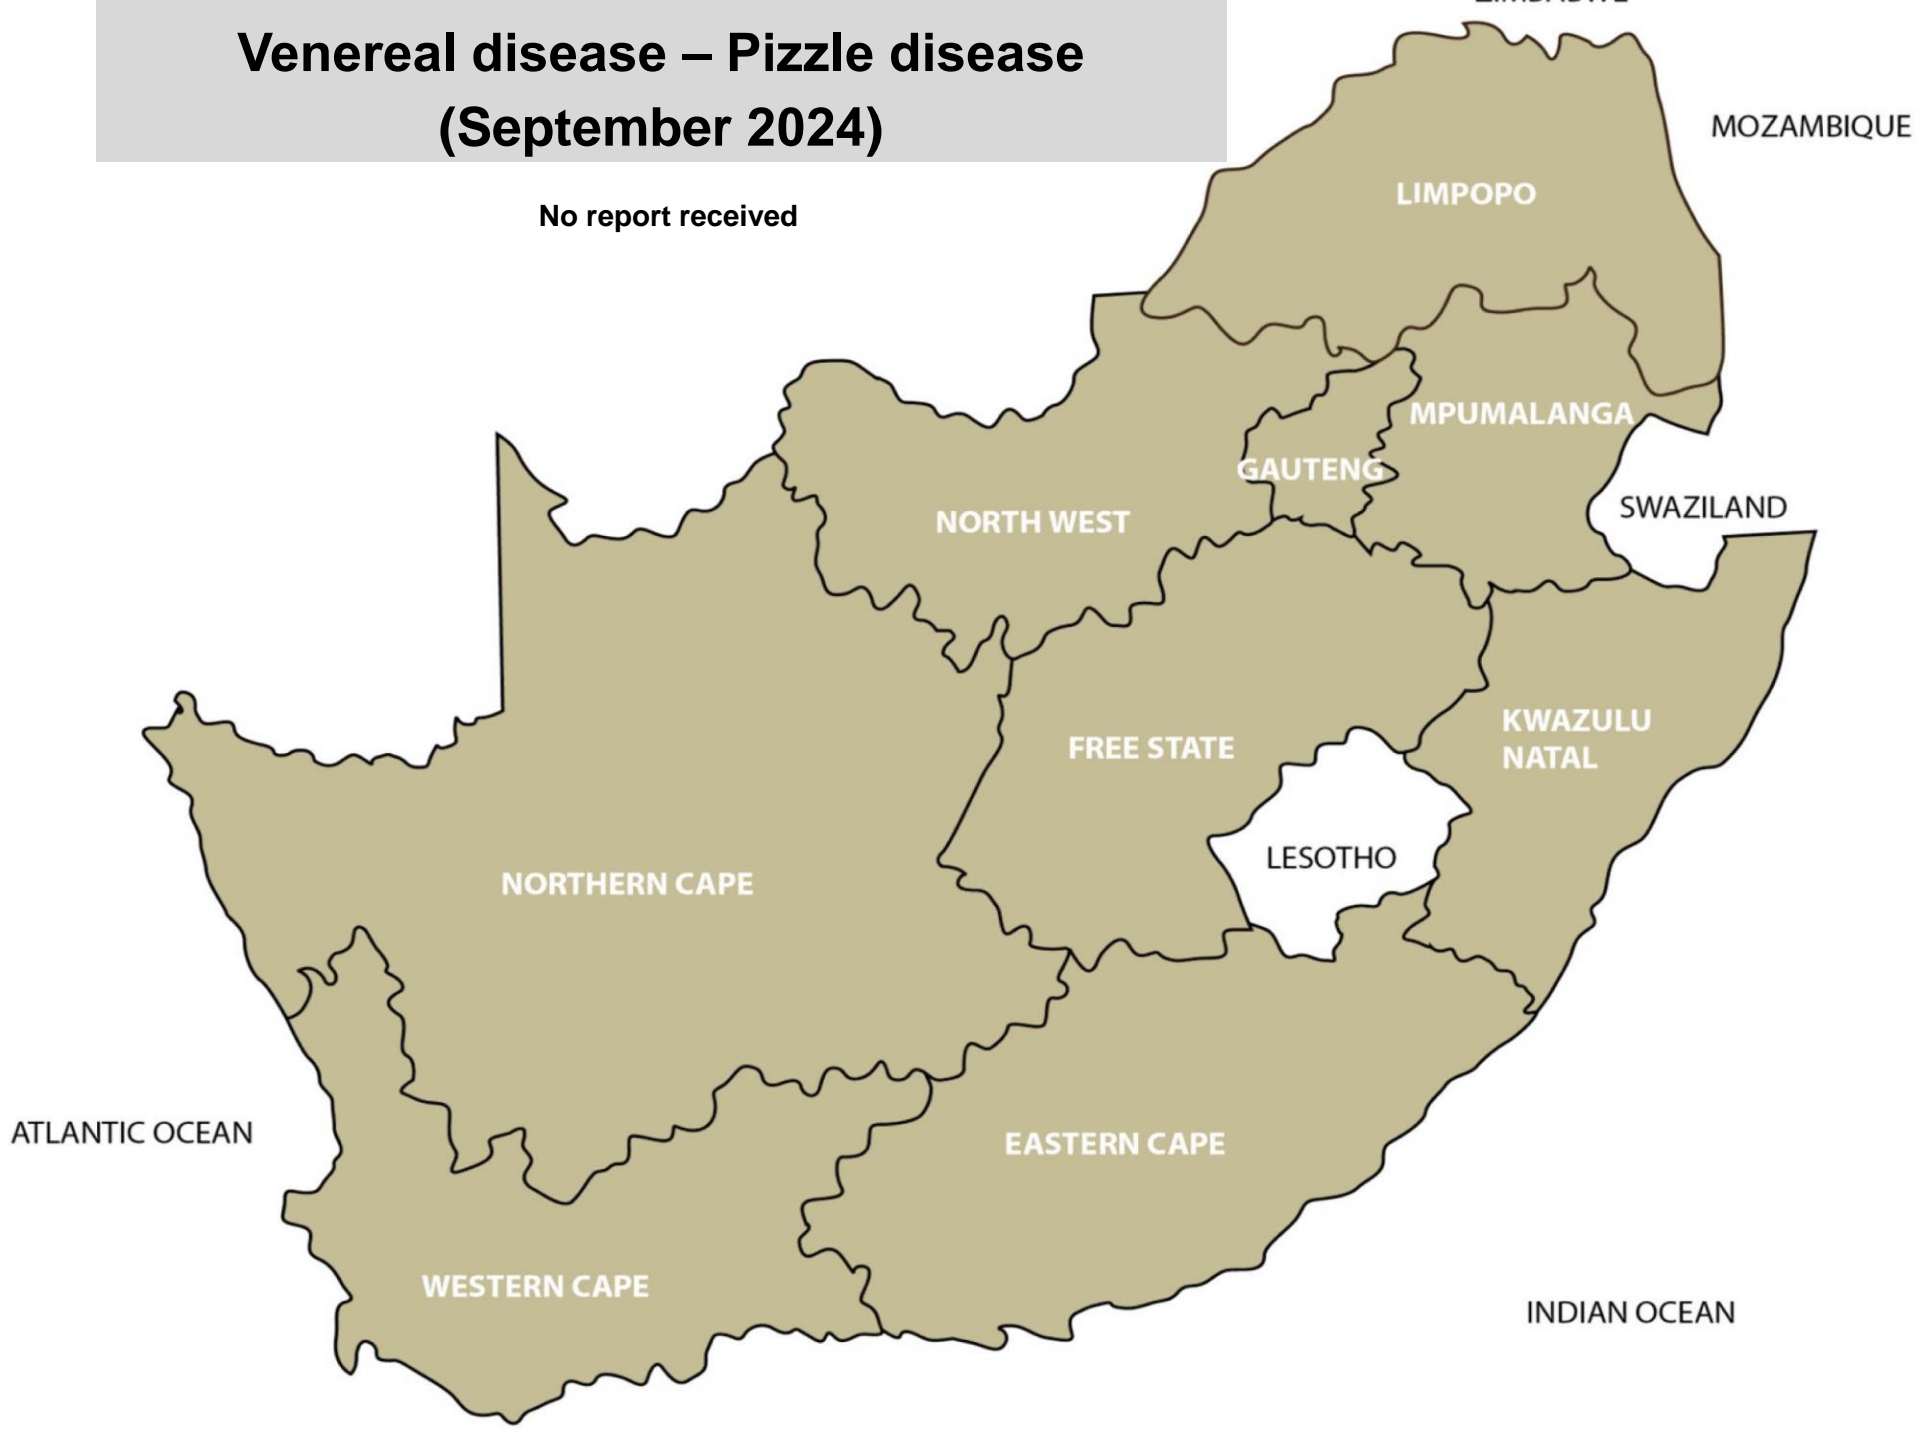 Venereal disease – Pizzle disease
(September 2024)
No report received
MOZAMBIQUE
LIMPOPO
MPUMALANGA
GAUTENG
SWAZILAND
NORTH WEST
KWAZULU
NATAL
FREE STATE
LESOTHO
NORTHERN CAPE
ATLANTIC OCEAN
EASTERN CAPE
WESTERN CAPE
INDIAN OCEAN